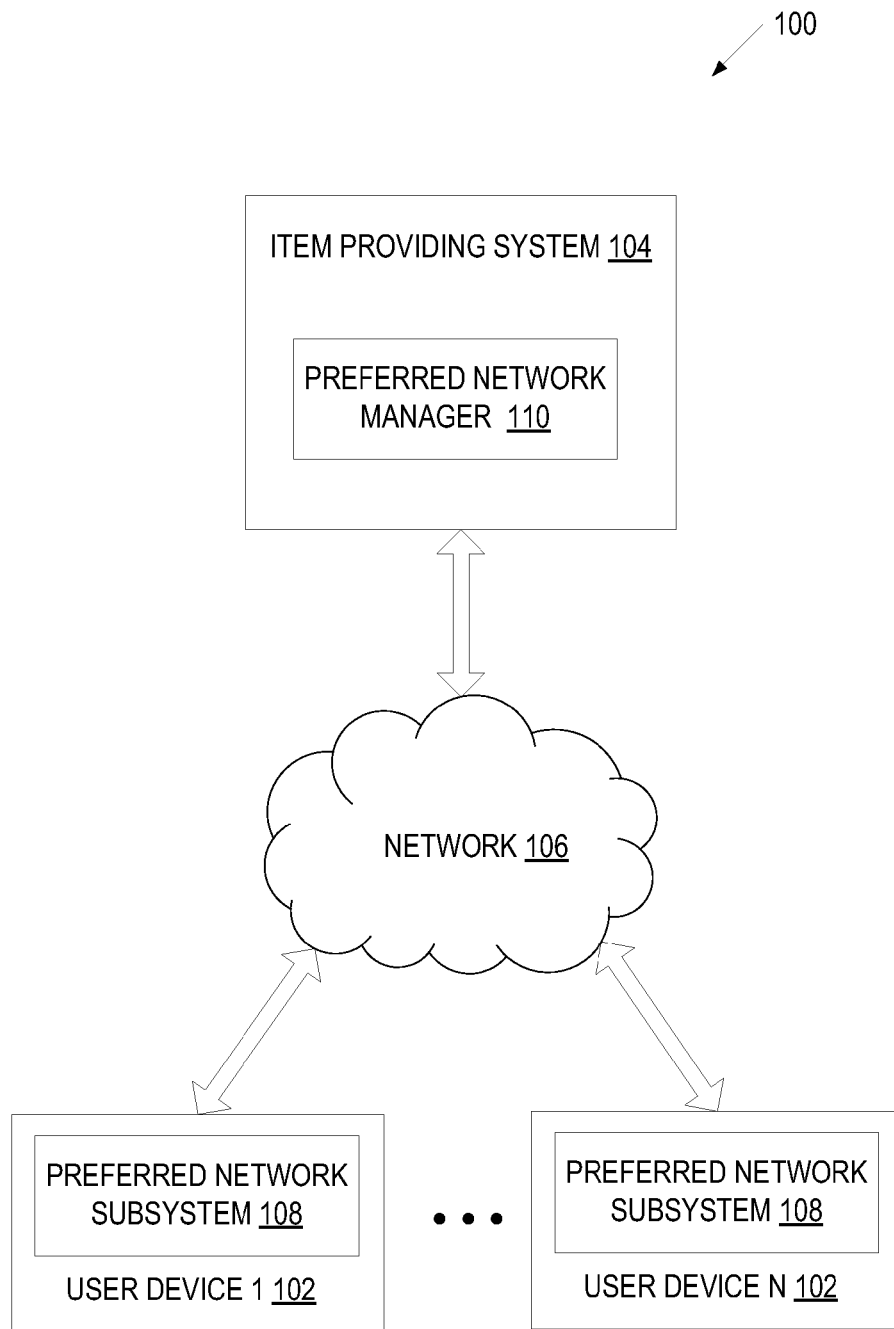 100
ITEM PROVIDING SYSTEM 104
PREFERRED NETWORK
MANAGER 110
NETWORK 106
PREFERRED NETWORK
SUBSYSTEM 108
USER DEVICE 1 102
PREFERRED NETWORK
SUBSYSTEM 108
USER DEVICE N 102